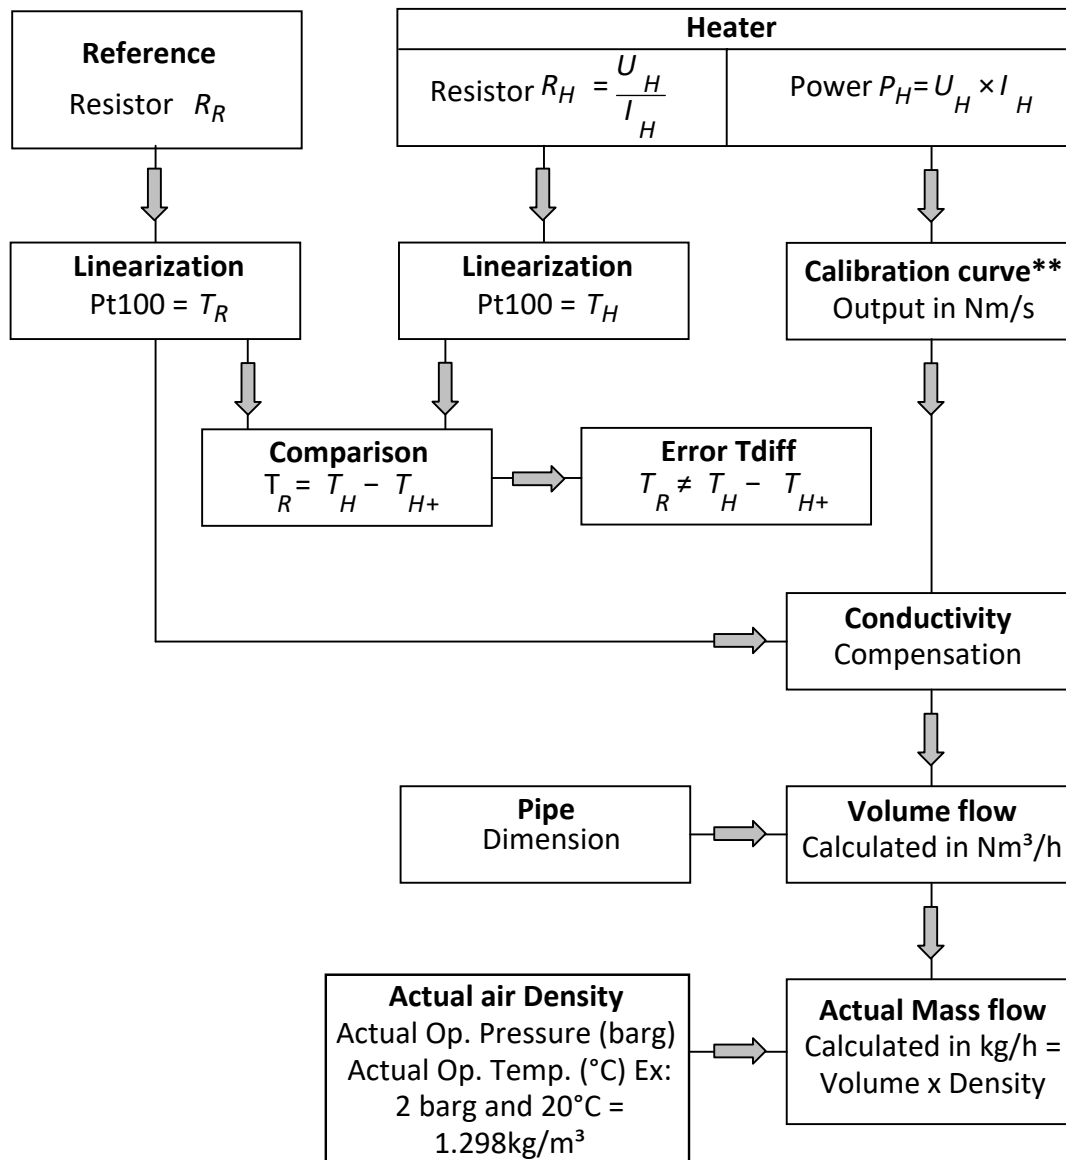 Reference
Resistor R_R
Heater
Resistor R_H = U_H / I_H
Power P_H = U_H × I_H
Linearization
Pt100 = T_R
Linearization
Pt100 = T_H
Calibration curve**
Output in Nm/s
Comparison
T_R = T_H − T_H+
Error Tdiff
T_R ≠ T_H − T_H+
Conductivity
Compensation
Pipe
Dimension
Volume flow
Calculated in Nm³/h
Actual air Density
Actual Op. Pressure (barg)
Actual Op. Temp. (°C) Ex:
2 barg and 20°C =
1.298kg/m³
Actual Mass flow
Calculated in kg/h =
Volume x Density